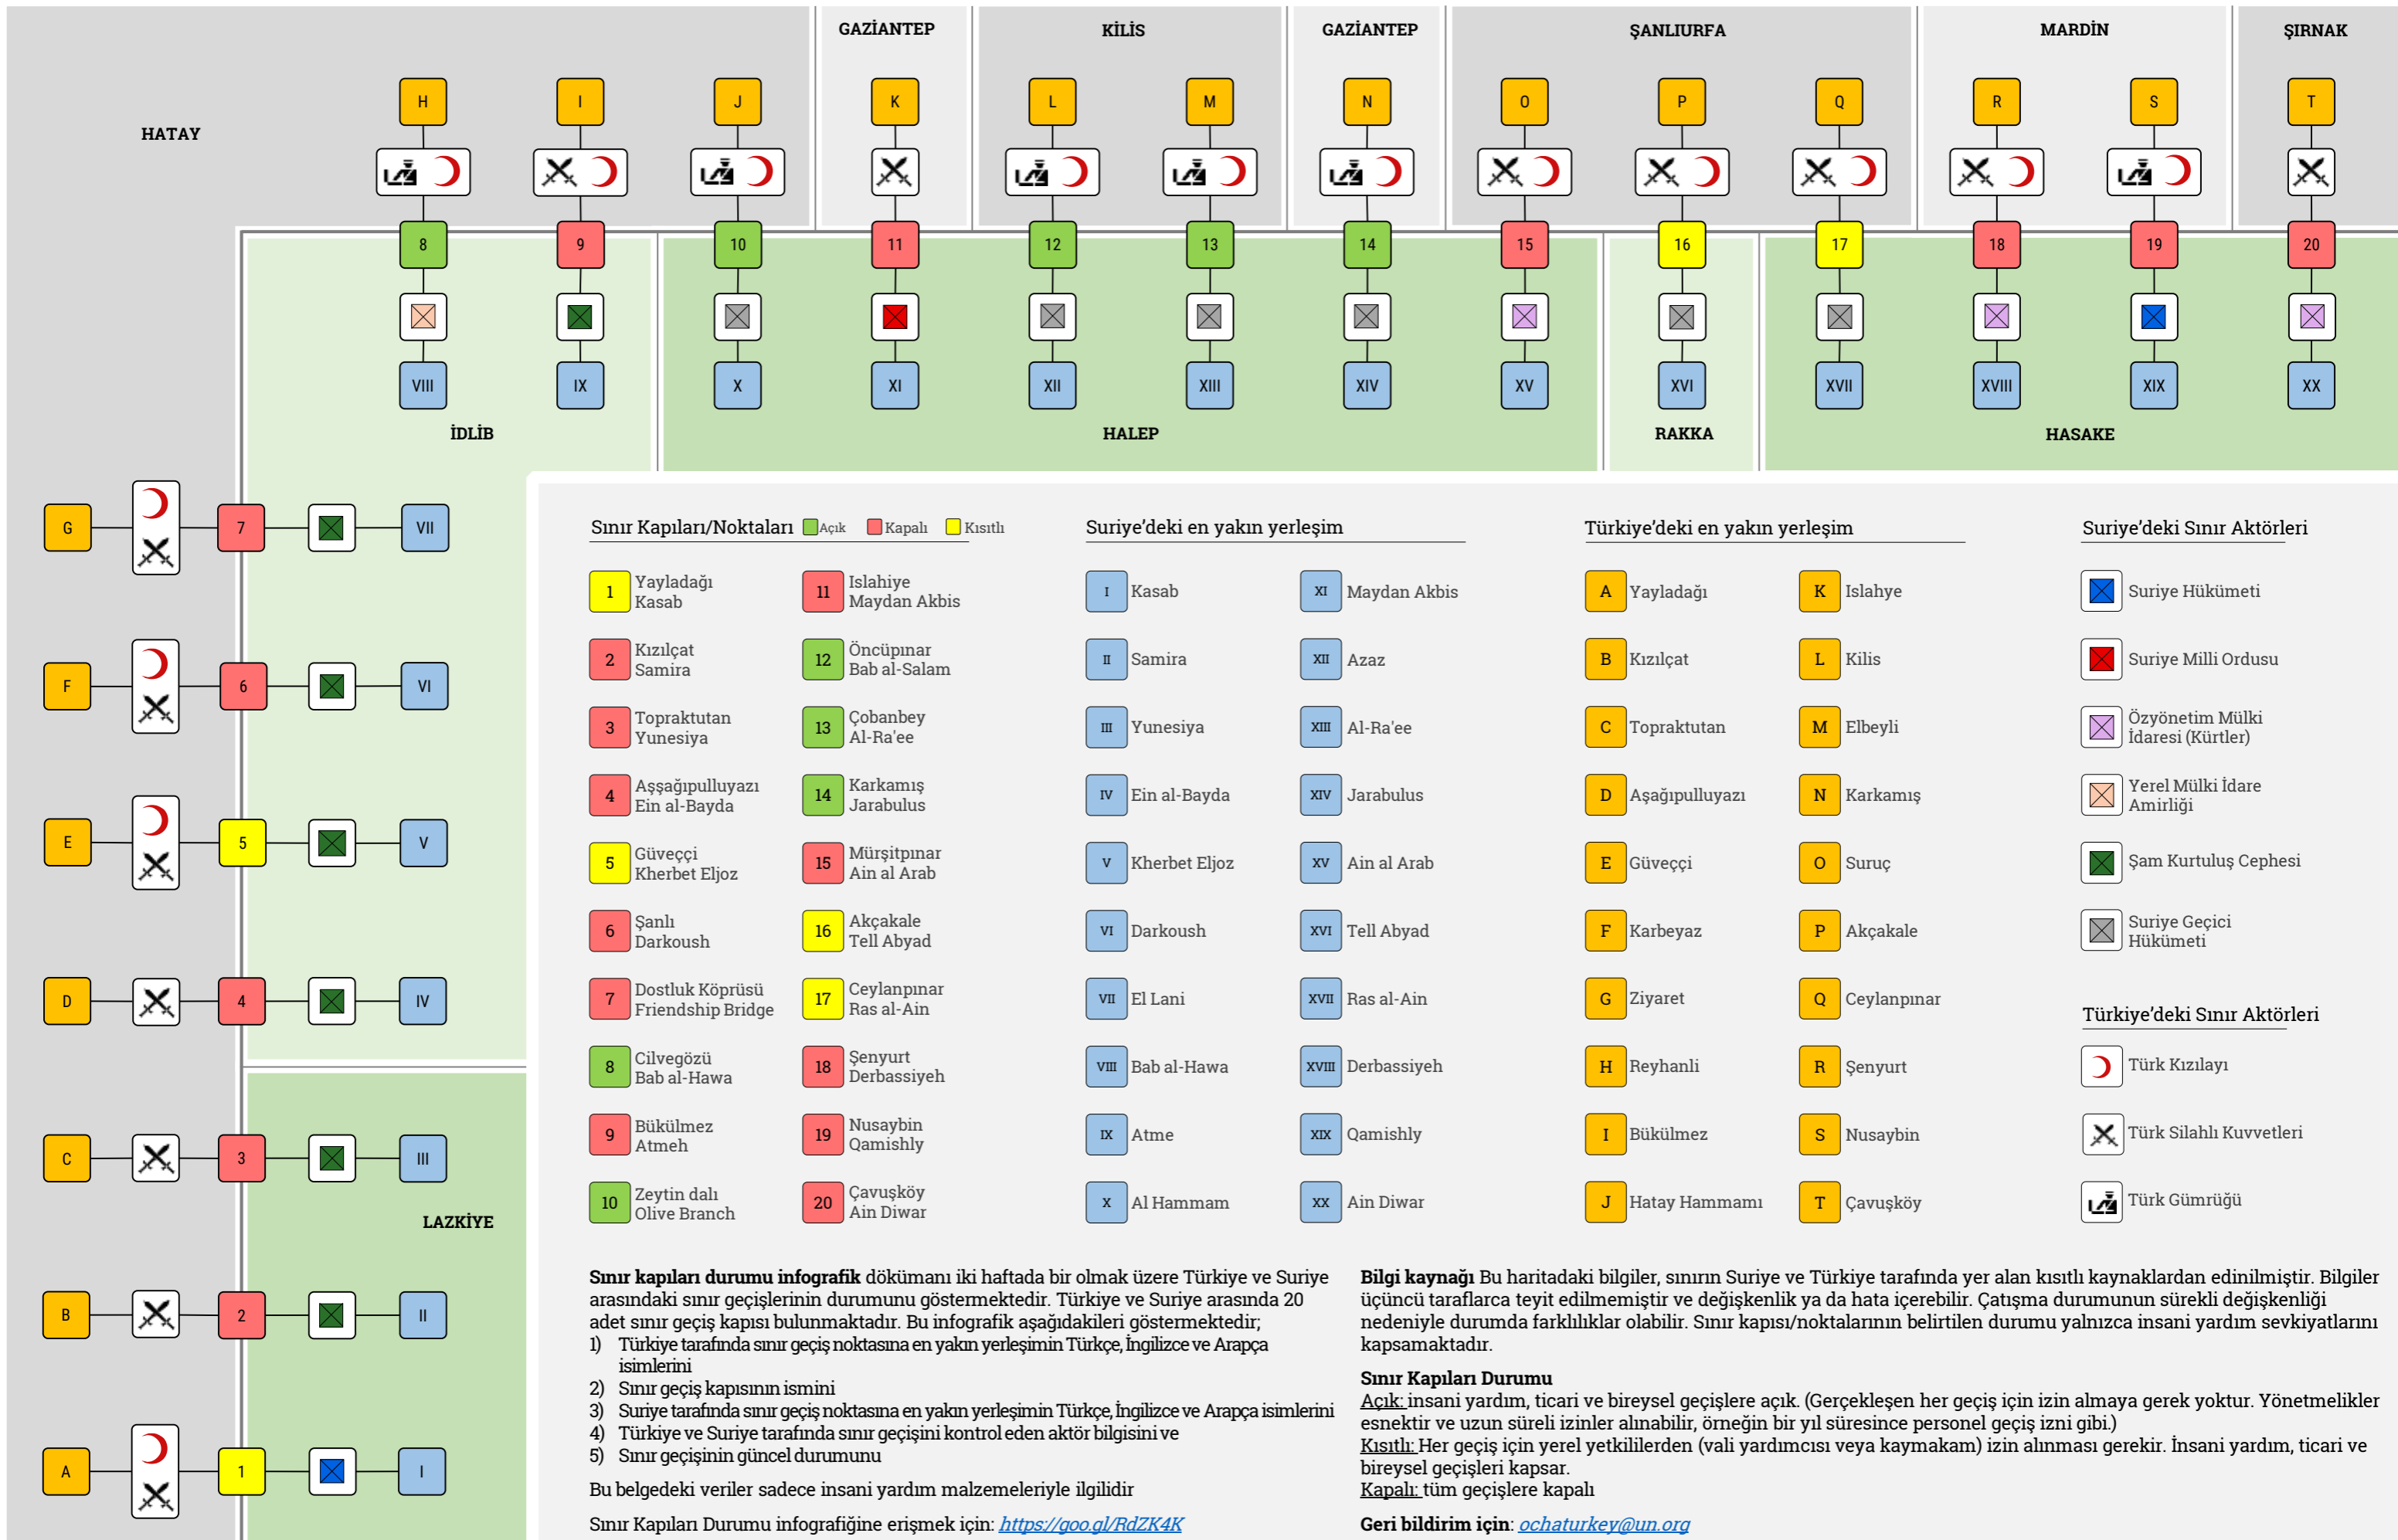 GAZİANTEP
KİLİS
GAZİANTEP
ŞANLIURFA
MARDİN
ŞIRNAK
HATAY
H
I
J
K
L
M
N
O
P
Q
R
S
T
8
9
10
11
12
13
14
15
16
17
18
19
20
VIII
IX
X
XI
XII
XIII
XIV
XV
XVI
XVII
XVIII
XIX
XX
İDLİB
HALEP
RAKKA
HASAKE
G
7
VII
F
6
VI
E
5
V
D
4
IV
C
3
III
LAZKİYE
B
2
II
A
1
I
Sınır Kapıları/Noktaları Açık Kapalı Kısıtlı
1 Yayladağı
Kasab
2 Kızılçat
Samira
3 Topraktutan
Yunesiya
4 Aşşağıpulluyazı
Ein al-Bayda
5 Güveççi
Kherbet Eljoz
6 Şanlı
Darkoush
7 Dostluk Köprüsü
Friendship Bridge
8 Cilvegözü
Bab al-Hawa
9 Bükülmez
Atmeh
10 Zeytin dalı
Olive Branch
11 Islahiye
Maydan Akbis
12 Öncüpınar
Bab al-Salam
13 Çobanbey
Al-Ra'ee
14 Karkamış
Jarabulus
15 Mürşitpınar
Ain al Arab
16 Akçakale
Tell Abyad
17 Ceylanpınar
Ras al-Ain
18 Şenyurt
Derbassiyeh
19 Nusaybin
Qamishly
20 Çavuşköy
Ain Diwar
Suriye'deki en yakın yerleşim
I Kasab
II Samira
III Yunesiya
IV Ein al-Bayda
V Kherbet Eljoz
VI Darkoush
VII El Lani
VIII Bab al-Hawa
IX Atme
X Al Hammam
XI Maydan Akbis
XII Azaz
XIII Al-Ra'ee
XIV Jarabulus
XV Ain al Arab
XVI Tell Abyad
XVII Ras al-Ain
XVIII Derbassiyeh
XIX Qamishly
XX Ain Diwar
Türkiye'deki en yakın yerleşim
A Yayladağı
B Kızılçat
C Topraktutan
D Aşağıpulluyazı
E Güveççi
F Karbeyaz
G Ziyaret
H Reyhanli
I Bükülmez
J Hatay Hammamı
K Islahye
L Kilis
M Elbeyli
N Karkamış
O Suruç
P Akçakale
Q Ceylanpınar
R Şenyurt
S Nusaybin
T Çavuşköy
Suriye'deki Sınır Aktörleri
Suriye Hükümeti
Suriye Milli Ordusu
Özyönetim Mülki
İdaresi (Kürtler)
Yerel Mülki İdare
Amirliği
Şam Kurtuluş Cephesi
Suriye Geçici
Hükümeti
Türkiye'deki Sınır Aktörleri
Türk Kızılayı
Türk Silahlı Kuvvetleri
Türk Gümrüğü
Sınır kapıları durumu infografik dökümanı iki haftada bir olmak üzere Türkiye ve Suriye
arasındaki sınır geçişlerinin durumunu göstermektedir. Türkiye ve Suriye arasında 20
adet sınır geçiş kapısı bulunmaktadır. Bu infografik aşağıdakileri göstermektedir;
1) Türkiye tarafında sınır geçiş noktasına en yakın yerleşimin Türkçe, İngilizce ve Arapça
isimlerini
2) Sınır geçiş kapısının ismini
3) Suriye tarafında sınır geçiş noktasına en yakın yerleşimin Türkçe, İngilizce ve Arapça isimlerini
4) Türkiye ve Suriye tarafında sınır geçişini kontrol eden aktör bilgisini ve
5) Sınır geçişinin güncel durumunu
Bu belgedeki veriler sadece insani yardım malzemeleriyle ilgilidir
Sınır Kapıları Durumu infografiğine erişmek için: https://goo.gl/RdZK4K
Bilgi kaynağı Bu haritadaki bilgiler, sınırın Suriye ve Türkiye tarafında yer alan kısıtlı kaynaklardan edinilmiştir. Bilgiler
üçüncü taraflarca teyit edilmemiştir ve değişkenlik ya da hata içerebilir. Çatışma durumunun sürekli değişkenliği
nedeniyle durumda farklılıklar olabilir. Sınır kapısı/noktalarının belirtilen durumu yalnızca insani yardım sevkiyatlarını
kapsamaktadır.
Sınır Kapıları Durumu
Açık: insani yardım, ticari ve bireysel geçişlere açık. (Gerçekleşen her geçiş için izin almaya gerek yoktur. Yönetmelikler
esnektir ve uzun süreli izinler alınabilir, örneğin bir yıl süresince personel geçiş izni gibi.)
Kısıtlı: Her geçiş için yerel yetkililerden (vali yardımcısı veya kaymakam) izin alınması gerekir. İnsani yardım, ticari ve
bireysel geçişleri kapsar.
Kapalı: tüm geçişlere kapalı
Geri bildirim için: ochaturkey@un.org